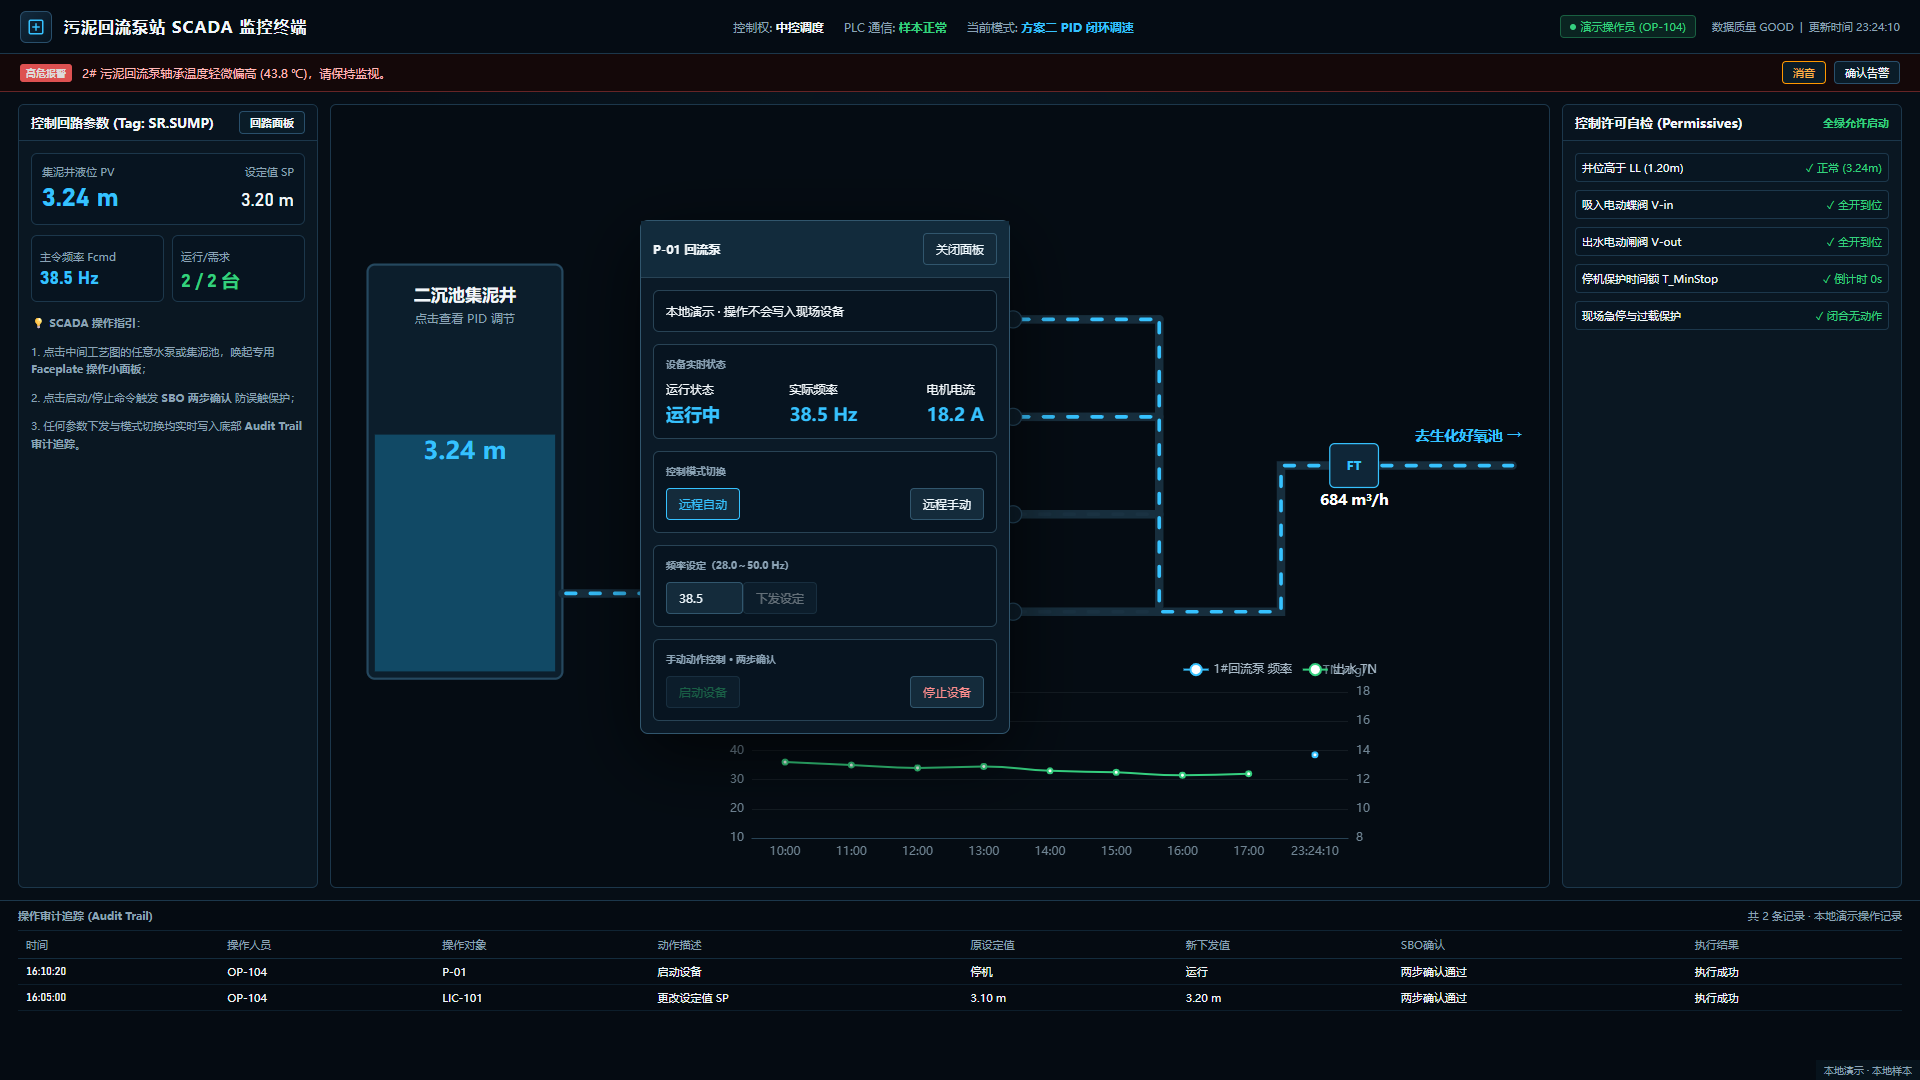 污泥回流泵站 SCADA 监控终端
控制权: 中控调度 PLC 通信: 样本正常 当前模式: 方案二 PID 闭环调速
演示操作员 (OP-104) 数据质量 GOOD | 更新时间 23:24:10
高危报警 2# 污泥回流泵轴承温度轻微偏高 (43.8 ℃)，请保持监视。
消音 确认告警
控制回路参数 (Tag: SR.SUMP) 回路面板
集泥井液位 PV 设定值 SP
3.24 m 3.20 m
主令频率 Fcmd 运行/需求
38.5 Hz 2 / 2 台
💡 SCADA 操作指引:
1. 点击中间工艺图的任意水泵或集泥池，唤起专用
Faceplate 操作小面板；
2. 点击启动/停止命令触发 SBO 两步确认 防误触保护；
3. 任何参数下发与模式切换均实时写入底部 Audit Trail
审计追踪。
二沉池集泥井
点击查看 PID 调节
3.24 m
P-01 回流泵 关闭面板
本地演示 · 操作不会写入现场设备
设备实时状态
运行状态 实际频率 电机电流
运行中 38.5 Hz 18.2 A
控制模式切换
远程自动 远程手动
频率设定（28.0～50.0 Hz）
38.5 下发设定
手动动作控制 • 两步确认
启动设备 停止设备
去生化好氧池 →
FT
684 m³/h
1#回流泵 频率 出水 TN
18
16
40 14
30 12
20 10
10 8
10:00 11:00 12:00 13:00 14:00 15:00 16:00 17:00 23:24:10
控制许可自检 (Permissives) 全绿允许启动
井位高于 LL (1.20m) ✓ 正常 (3.24m)
吸入电动蝶阀 V-in ✓ 全开到位
出水电动闸阀 V-out ✓ 全开到位
停机保护时间锁 T_MinStop ✓ 倒计时 0s
现场急停与过载保护 ✓ 闭合无动作
操作审计追踪 (Audit Trail) 共 2 条记录 · 本地演示操作记录
时间 操作人员 操作对象 动作描述 原设定值 新下发值 SBO确认 执行结果
16:10:20 OP-104 P-01 启动设备 停机 运行 两步确认通过 执行成功
16:05:00 OP-104 LIC-101 更改设定值 SP 3.10 m 3.20 m 两步确认通过 执行成功
本地演示 · 本地样本